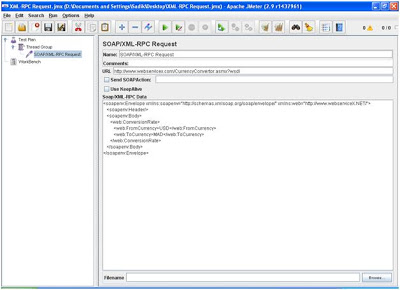 XML-RPC Request.jmx (D:\Documents and Settings\Sadik\Desktop\XML-RPC Request.jmx) - Apache JMeter (2.9 r1437961)
File Edit Search Run Options Help
0 0 / 0
Test Plan
Thread Group
SOAP/XML-RPC Request
WorkBench
SOAP/XML-RPC Request
Name: SOAP/XML-RPC Request
Comments:
URL http://www.webservicex.com/CurrencyConvertor.asmx?wsdl
Send SOAPAction:
Use KeepAlive
Soap/XML-RPC Data
<soapenv:Envelope xmlns:soapenv="http://schemas.xmlsoap.org/soap/envelope/" xmlns:web="http://www.webserviceX.NET/">
<soapenv:Header/>
<soapenv:Body>
<web:ConversionRate>
<web:FromCurrency>USD</web:FromCurrency>
<web:ToCurrency>MAD</web:ToCurrency>
</web:ConversionRate>
</soapenv:Body>
</soapenv:Envelope>
Filename
Browse...